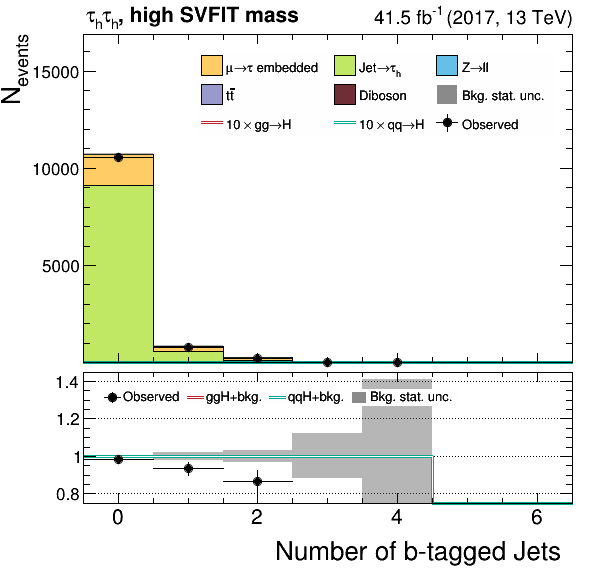 τhτh, high SVFIT mass 41.5 fb⁻¹ (2017, 13 TeV)
Nevents
15000
10000
5000
μ→τ embedded Jet→τh Z→ll
tt̄ Diboson Bkg. stat. unc.
10 × gg→H 10 × qq→H Observed
1.4
1.2
1
0.8
Observed ggH+bkg. qqH+bkg. Bkg. stat. unc.
0 2 4 6
Number of b-tagged Jets